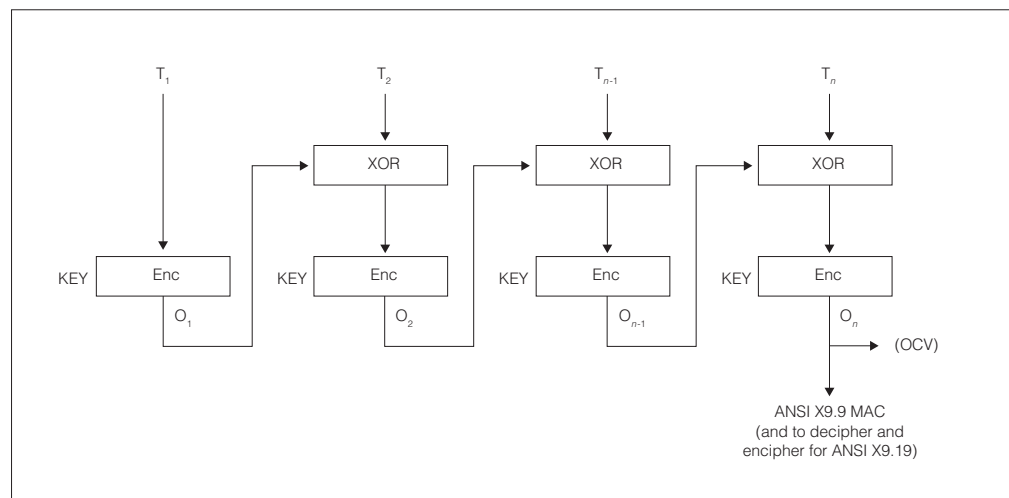 T1 T2 Tn-1 Tn
XOR XOR XOR
KEY Enc KEY Enc KEY Enc KEY Enc
O1 O2 On-1 On
(OCV)
ANSI X9.9 MAC
(and to decipher and
encipher for ANSI X9.19)